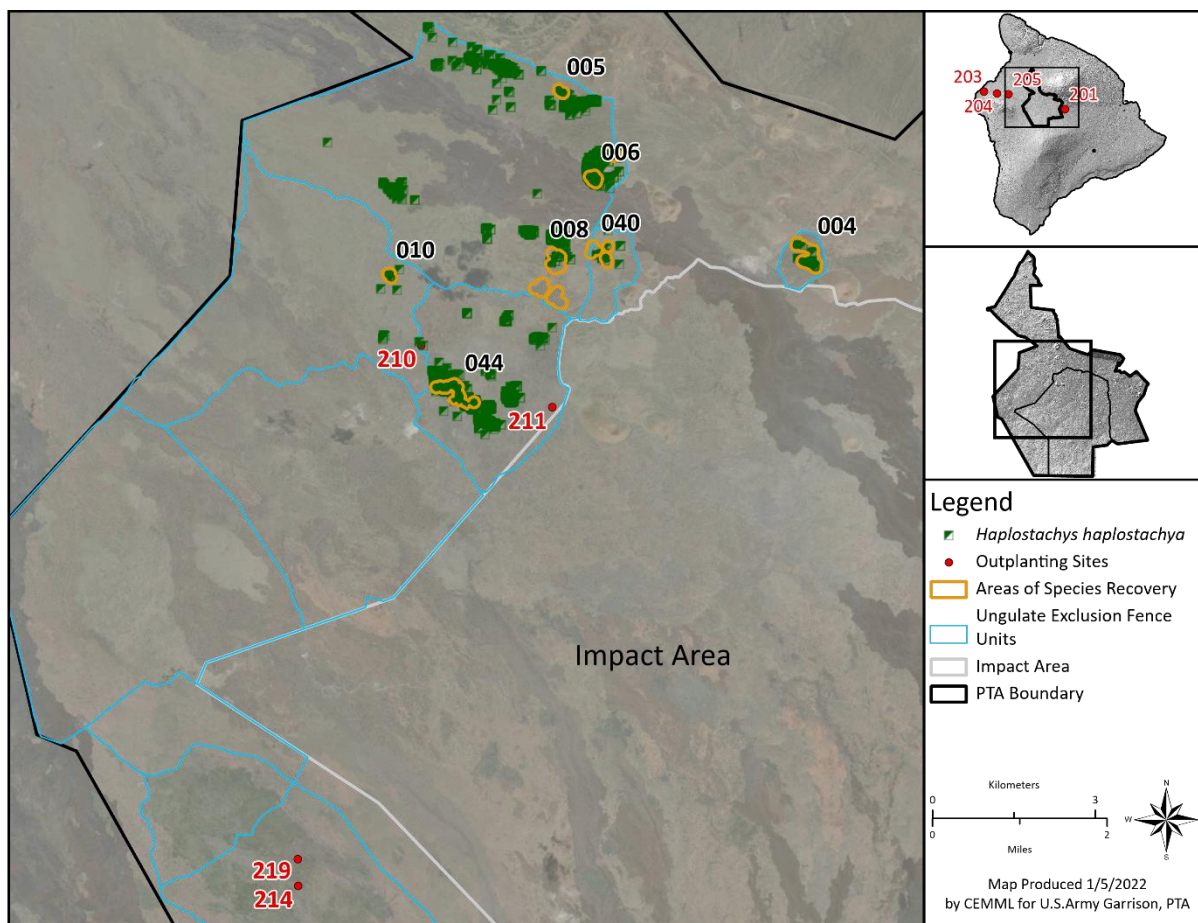 005
006
004
008
040
010
210
044
211
Impact Area
219
214
203
205
204
201
Legend
Haplostachys haplostachya
Outplanting Sites
Areas of Species Recovery
Ungulate Exclusion Fence
Units
Impact Area
PTA Boundary
Kilometers
0 3
0 2
Miles
N
W E
S
Map Produced 1/5/2022
by CEMML for U.S.Army Garrison, PTA